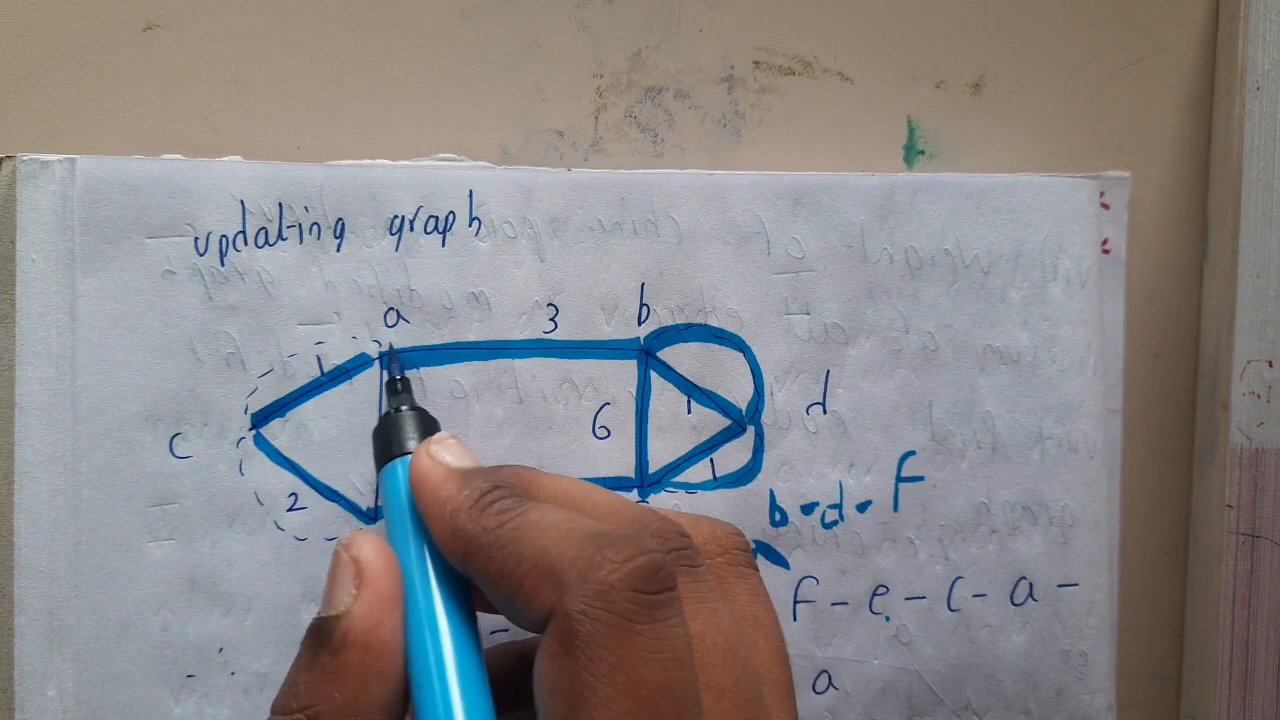 updating graph
a 3 b
1
c 6 1 d
2 1
b - d - f
f - e - c - a -
a